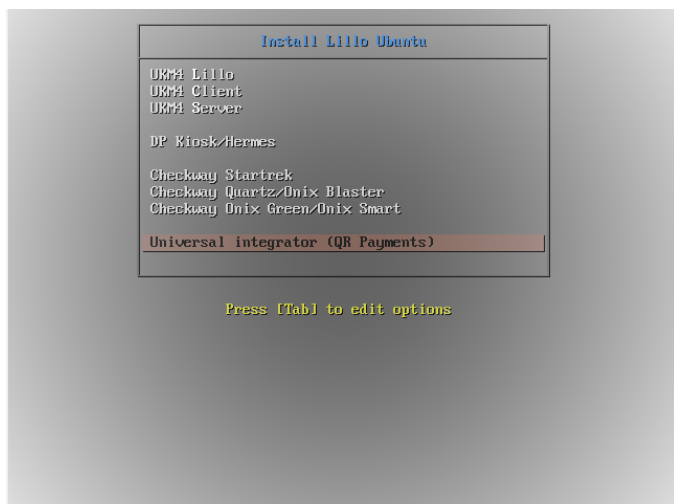 Install Lillo Ubuntu
UKM4 Lillo
UKM4 Client
UKM4 Server
DP Kiosk/Hermes
Checkway Startrek
Checkway Quartz/Onix Blaster
Checkway Onix Green/Onix Smart
Universal integrator (QR Payments)
Press [Tab] to edit options